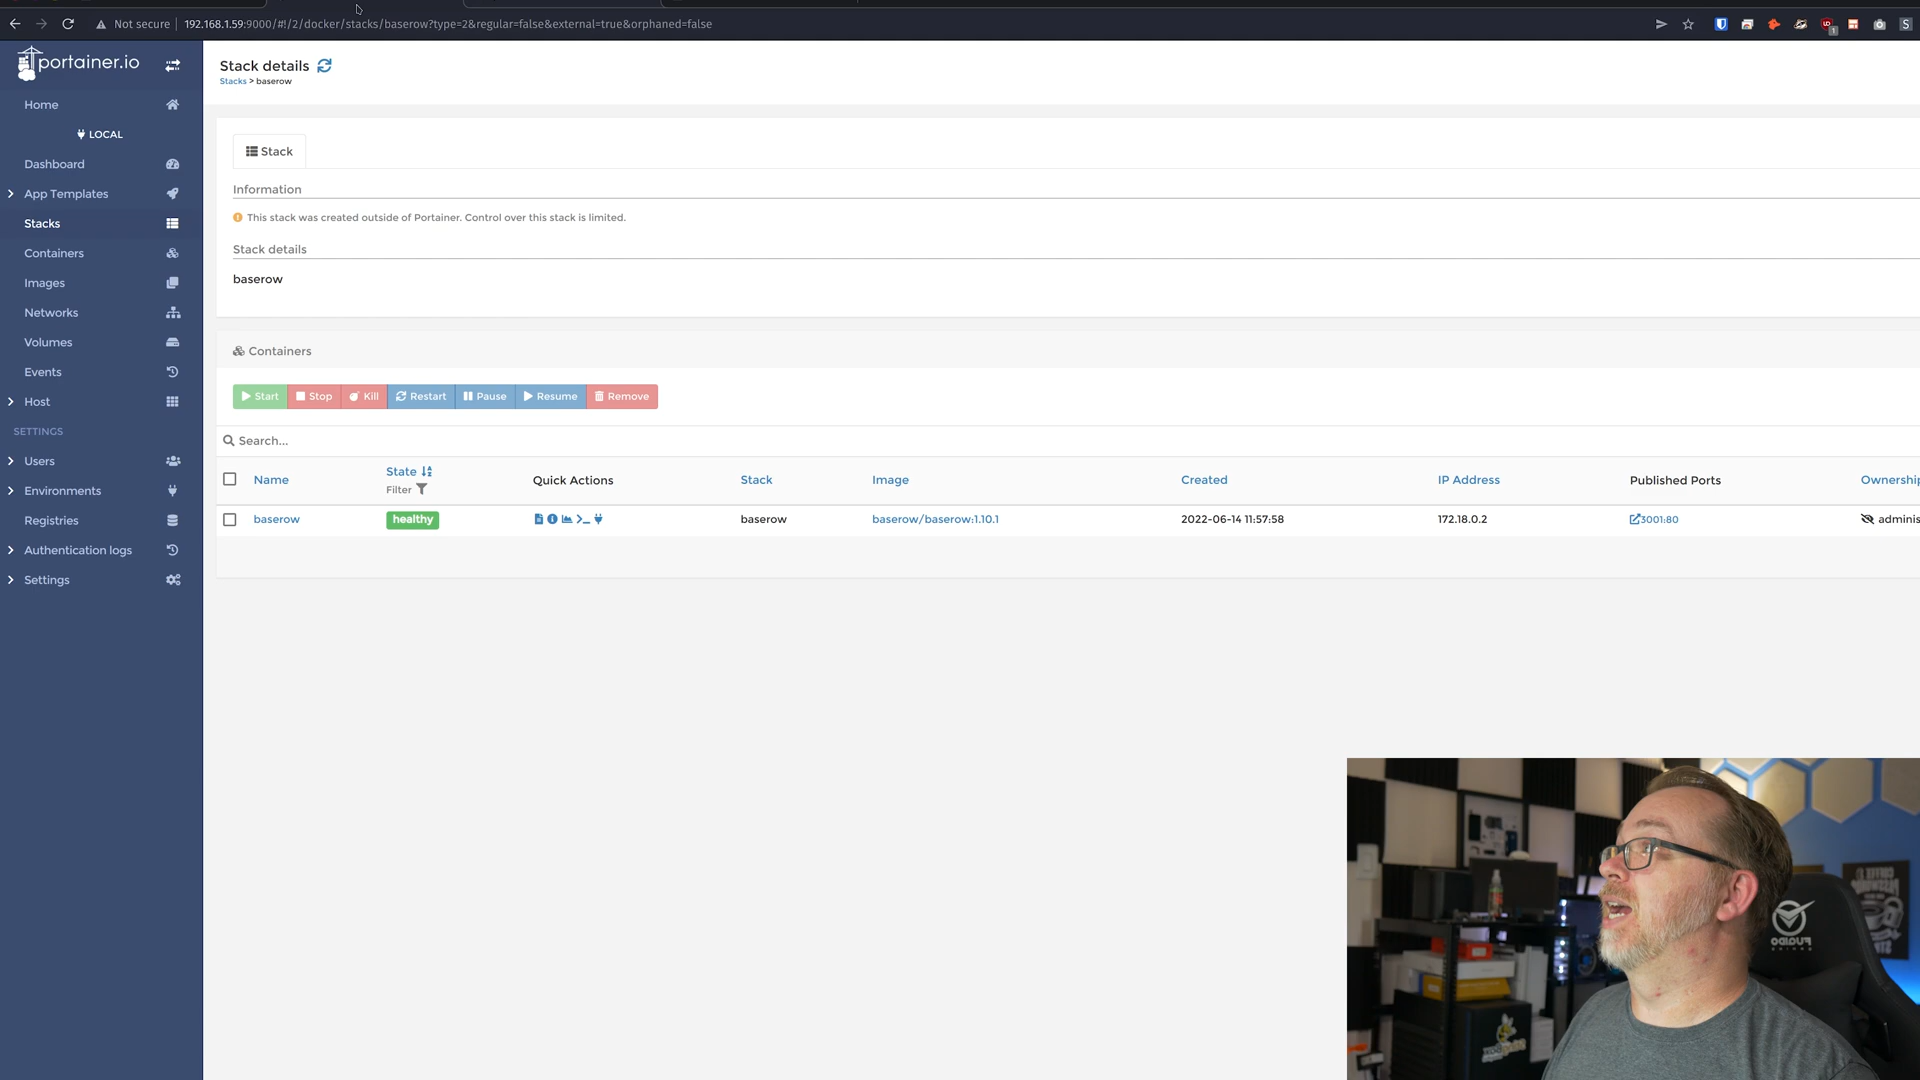 Not secure
192.168.1.59:9000/#!/2/docker/stacks/baserow?type=2&regular=false&external=true&orphaned=false
portainer.io
Home
LOCAL
Dashboard
App Templates
Stacks
Containers
Images
Networks
Volumes
Events
Host
SETTINGS
Users
Environments
Registries
Authentication logs
Settings
Stack details
Stacks > baserow
Stack
Information
This stack was created outside of Portainer. Control over this stack is limited.
Stack details
baserow
Containers
Start Stop Kill Restart Pause Resume Remove
Search...
Name State Quick Actions Stack Image Created IP Address Published Ports Ownership
Filter
baserow healthy baserow baserow/baserow:1.10.1 2022-06-14 11:57:58 172.18.0.2 3001:80 adminis